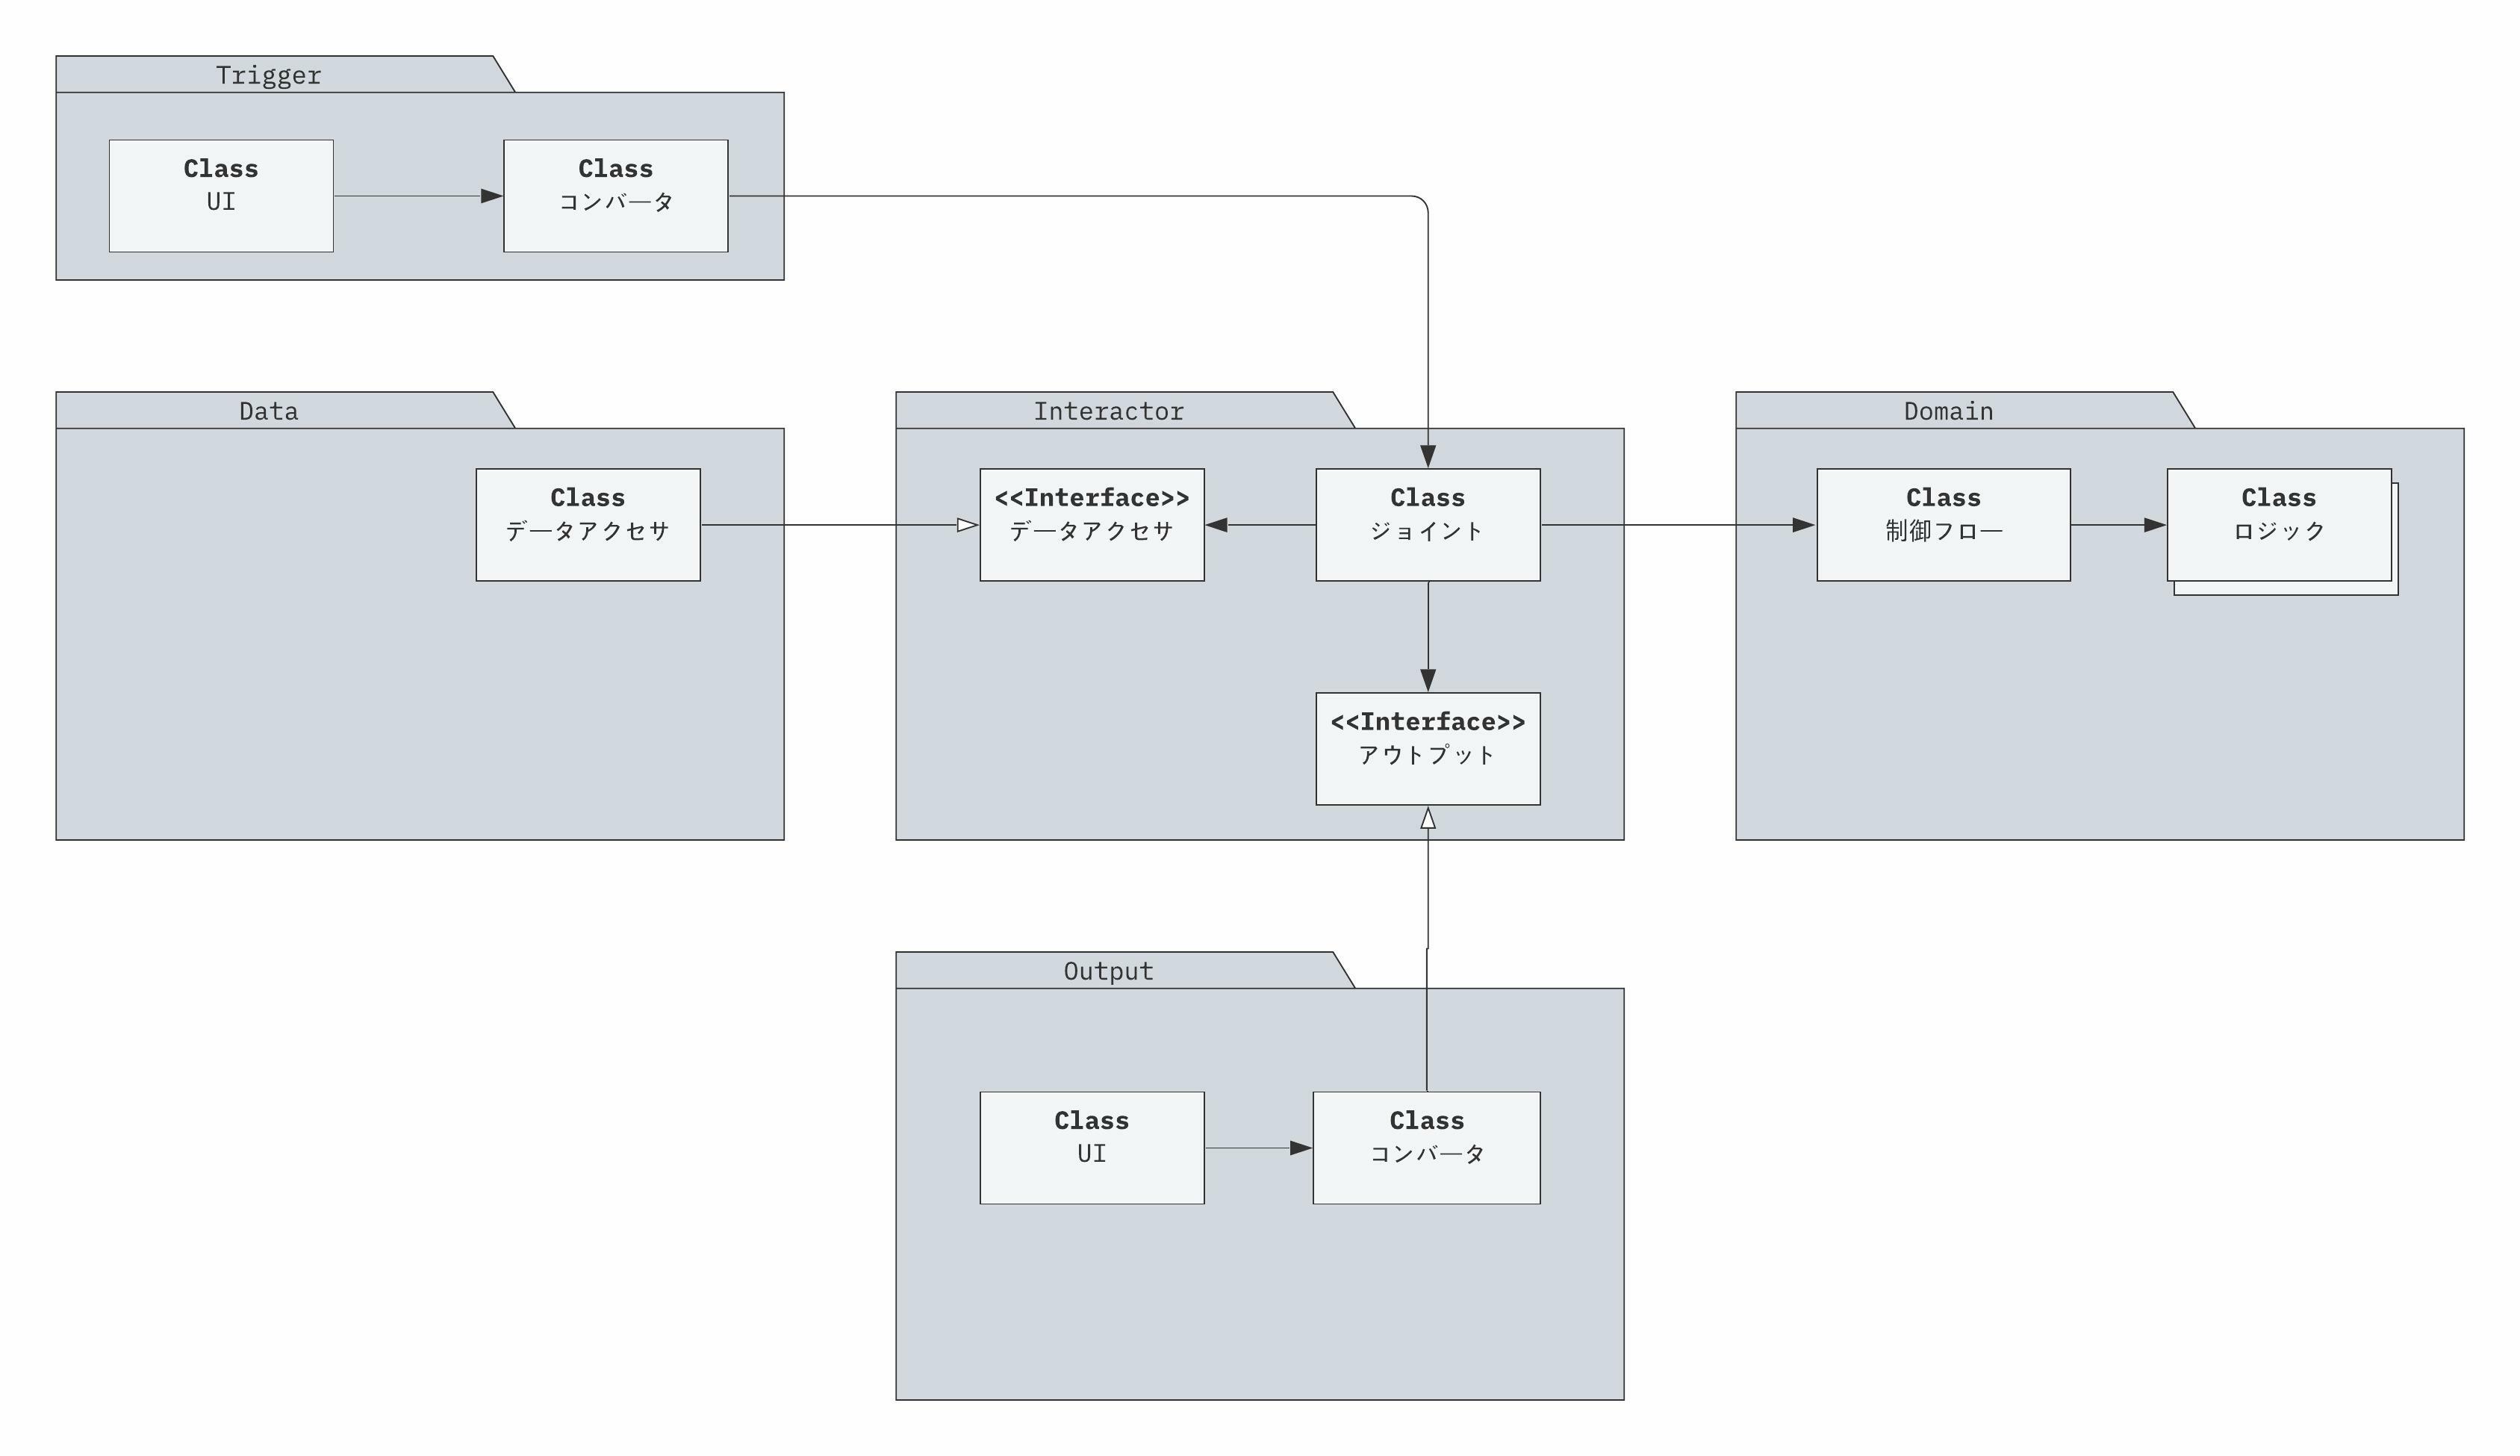 Trigger
Class
UI
Class
コンバータ
Data
Class
データアクセサ
Interactor
<<Interface>>
データアクセサ
Class
ジョイント
<<Interface>>
アウトプット
Domain
Class
制御フロー
Class
ロジック
Output
Class
UI
Class
コンバータ